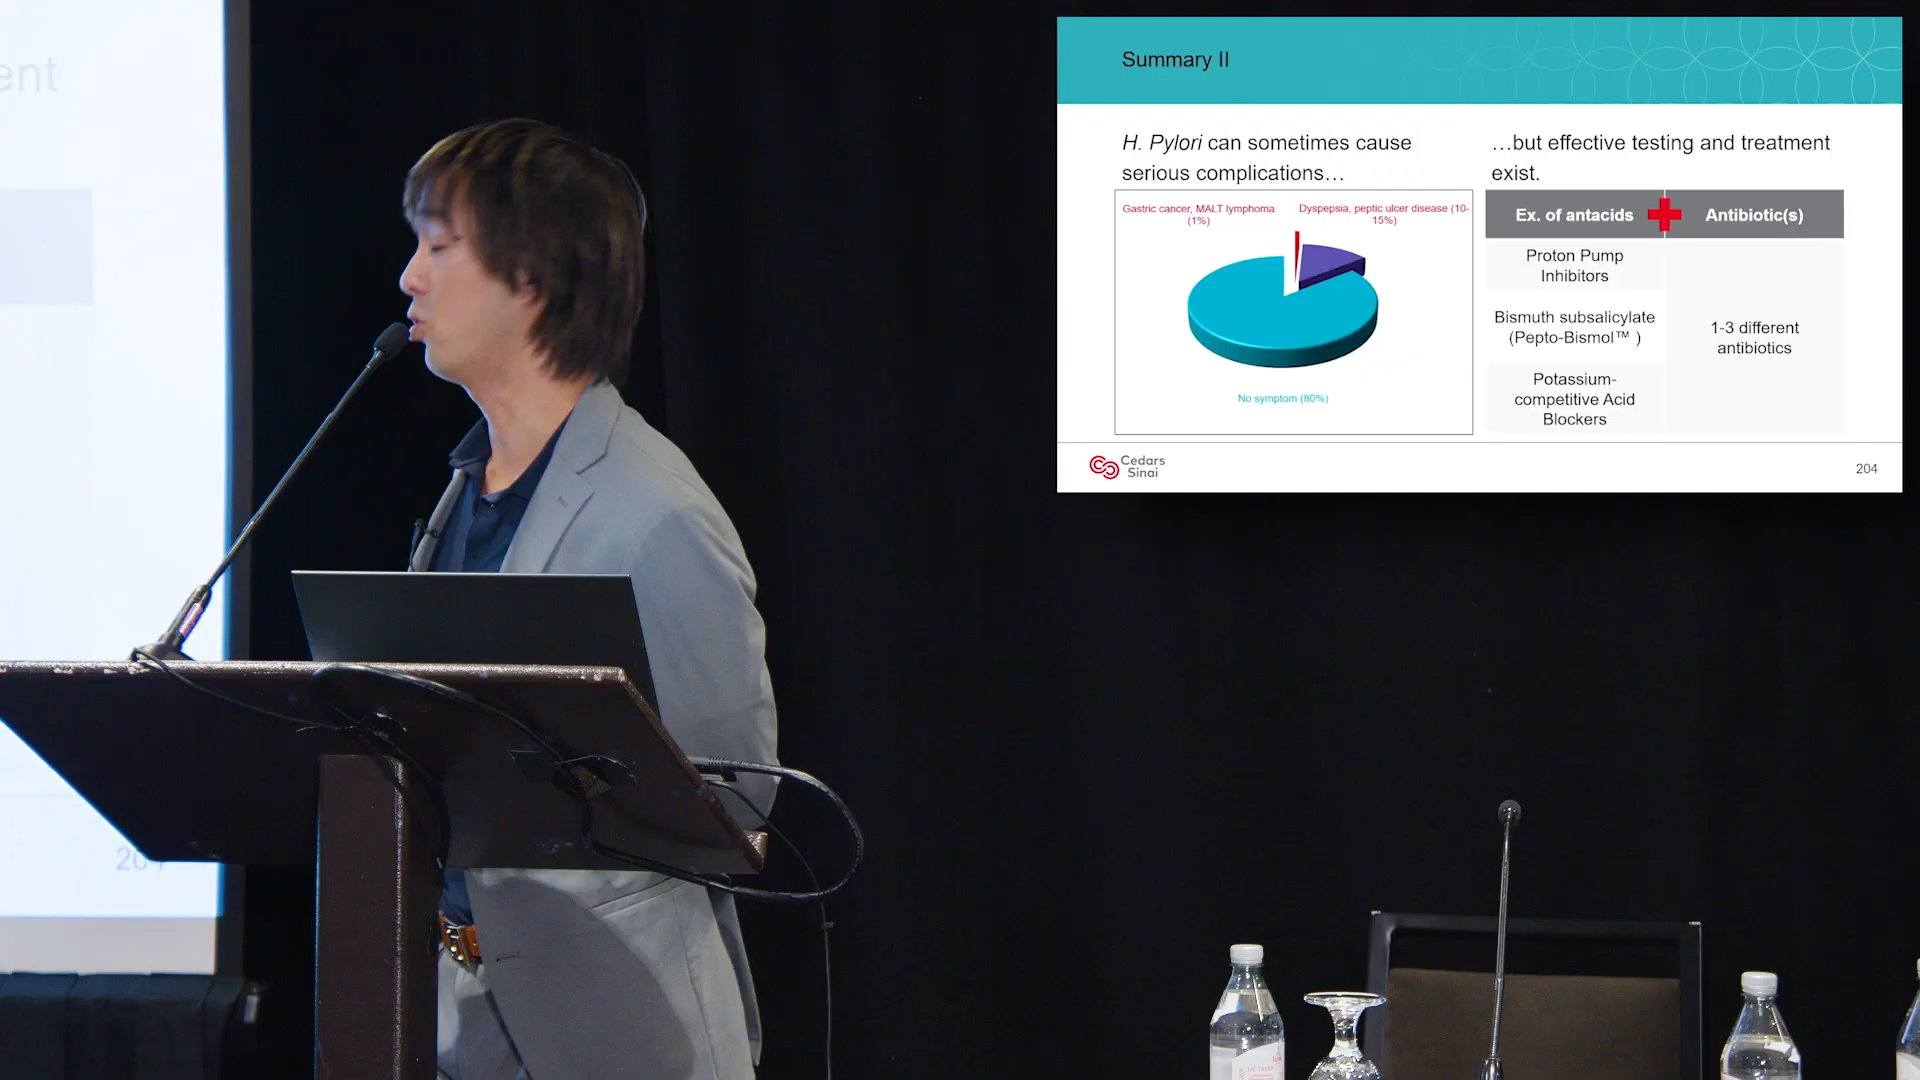 ent
Summary II
H. Pylori can sometimes cause
serious complications…
…but effective testing and treatment
exist.
Gastric cancer, MALT lymphoma
(1%)
Dyspepsia, peptic ulcer disease (10-
15%)
No symptom (80%)
Ex. of antacids
Antibiotic(s)
Proton Pump
Inhibitors
Bismuth subsalicylate
(Pepto-Bismol™ )
Potassium-
competitive Acid
Blockers
1-3 different
antibiotics
Cedars
Sinai
204